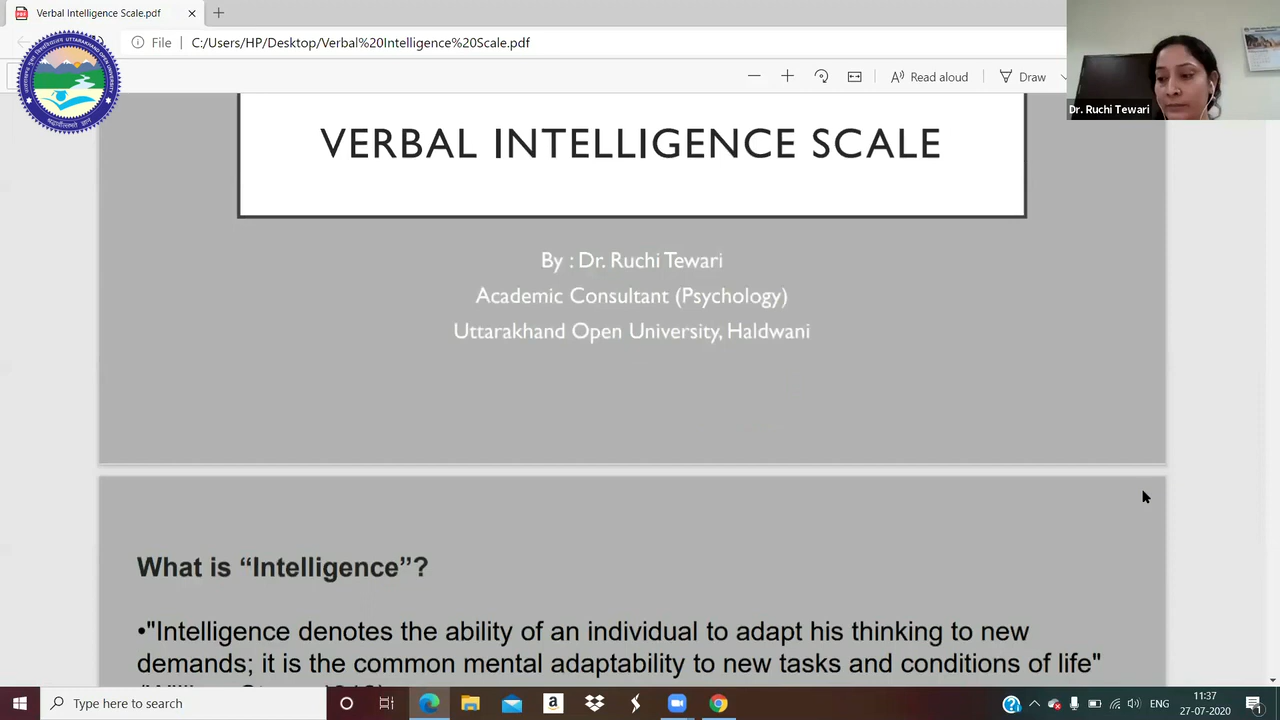 Verbal Intelligence Scale.pdf
File
C:/Users/HP/Desktop/Verbal%20Intelligence%20Scale.pdf
Read aloud
Draw
Dr. Ruchi Tewari
VERBAL INTELLIGENCE SCALE
By : Dr. Ruchi Tewari
Academic Consultant (Psychology)
Uttarakhand Open University, Haldwani
What is “Intelligence”?
•"Intelligence denotes the ability of an individual to adapt his thinking to new
demands; it is the common mental adaptability to new tasks and conditions of life"
Type here to search
ENG
11:37
27-07-2020